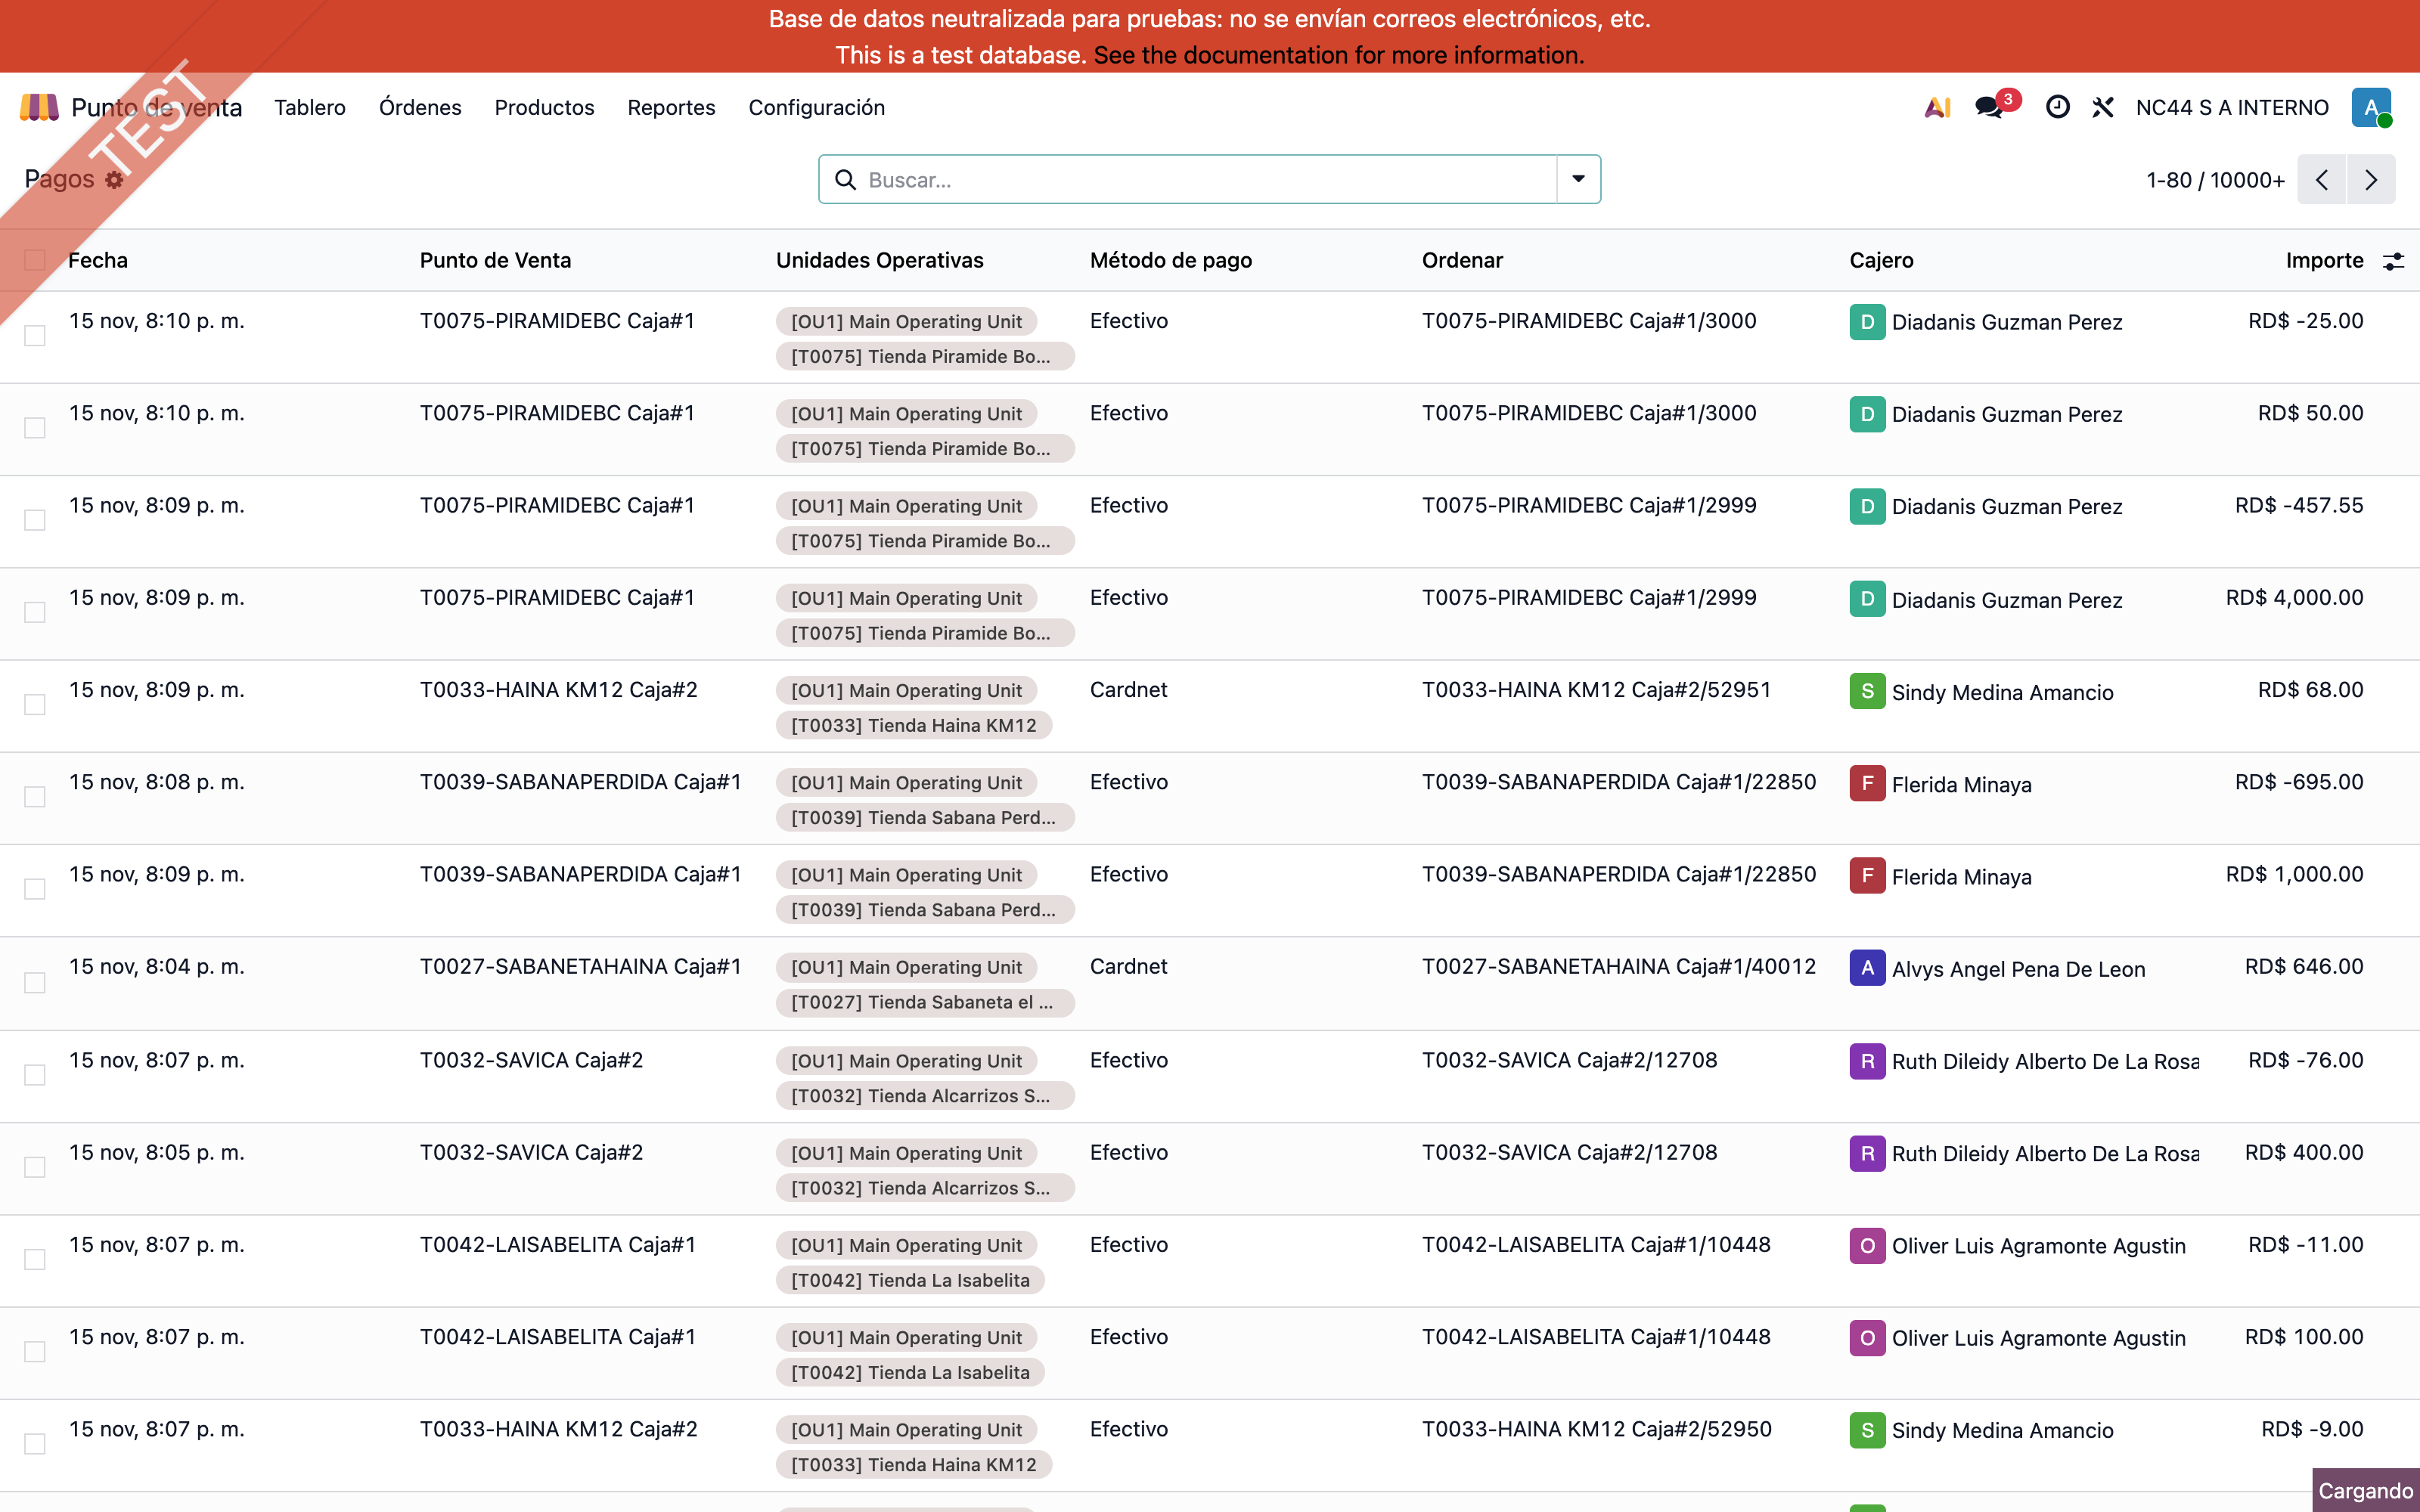 Base de datos neutralizada para pruebas: no se envían correos electrónicos, etc.
This is a test database. See the documentation for more information.
TEST
Punto de venta Tablero Órdenes Productos Reportes Configuración AI 3 NC44 S A INTERNO A
Pagos Buscar... 1-80 / 10000+
Fecha Punto de Venta Unidades Operativas Método de pago Ordenar Cajero Importe
15 nov, 8:10 p. m. T0075-PIRAMIDEBC Caja#1 [OU1] Main Operating Unit Efectivo T0075-PIRAMIDEBC Caja#1/3000 D Diadanis Guzman Perez RD$ -25.00
[T0075] Tienda Piramide Bo...
15 nov, 8:10 p. m. T0075-PIRAMIDEBC Caja#1 [OU1] Main Operating Unit Efectivo T0075-PIRAMIDEBC Caja#1/3000 D Diadanis Guzman Perez RD$ 50.00
[T0075] Tienda Piramide Bo...
15 nov, 8:09 p. m. T0075-PIRAMIDEBC Caja#1 [OU1] Main Operating Unit Efectivo T0075-PIRAMIDEBC Caja#1/2999 D Diadanis Guzman Perez RD$ -457.55
[T0075] Tienda Piramide Bo...
15 nov, 8:09 p. m. T0075-PIRAMIDEBC Caja#1 [OU1] Main Operating Unit Efectivo T0075-PIRAMIDEBC Caja#1/2999 D Diadanis Guzman Perez RD$ 4,000.00
[T0075] Tienda Piramide Bo...
15 nov, 8:09 p. m. T0033-HAINA KM12 Caja#2 [OU1] Main Operating Unit Cardnet T0033-HAINA KM12 Caja#2/52951 S Sindy Medina Amancio RD$ 68.00
[T0033] Tienda Haina KM12
15 nov, 8:08 p. m. T0039-SABANAPERDIDA Caja#1 [OU1] Main Operating Unit Efectivo T0039-SABANAPERDIDA Caja#1/22850 F Flerida Minaya RD$ -695.00
[T0039] Tienda Sabana Perd...
15 nov, 8:09 p. m. T0039-SABANAPERDIDA Caja#1 [OU1] Main Operating Unit Efectivo T0039-SABANAPERDIDA Caja#1/22850 F Flerida Minaya RD$ 1,000.00
[T0039] Tienda Sabana Perd...
15 nov, 8:04 p. m. T0027-SABANETAHAINA Caja#1 [OU1] Main Operating Unit Cardnet T0027-SABANETAHAINA Caja#1/40012 A Alvys Angel Pena De Leon RD$ 646.00
[T0027] Tienda Sabaneta el ...
15 nov, 8:07 p. m. T0032-SAVICA Caja#2 [OU1] Main Operating Unit Efectivo T0032-SAVICA Caja#2/12708 R Ruth Dileidy Alberto De La Rosa RD$ -76.00
[T0032] Tienda Alcarrizos S...
15 nov, 8:05 p. m. T0032-SAVICA Caja#2 [OU1] Main Operating Unit Efectivo T0032-SAVICA Caja#2/12708 R Ruth Dileidy Alberto De La Rosa RD$ 400.00
[T0032] Tienda Alcarrizos S...
15 nov, 8:07 p. m. T0042-LAISABELITA Caja#1 [OU1] Main Operating Unit Efectivo T0042-LAISABELITA Caja#1/10448 O Oliver Luis Agramonte Agustin RD$ -11.00
[T0042] Tienda La Isabelita
15 nov, 8:07 p. m. T0042-LAISABELITA Caja#1 [OU1] Main Operating Unit Efectivo T0042-LAISABELITA Caja#1/10448 O Oliver Luis Agramonte Agustin RD$ 100.00
[T0042] Tienda La Isabelita
15 nov, 8:07 p. m. T0033-HAINA KM12 Caja#2 [OU1] Main Operating Unit Efectivo T0033-HAINA KM12 Caja#2/52950 S Sindy Medina Amancio RD$ -9.00
[T0033] Tienda Haina KM12
Cargando